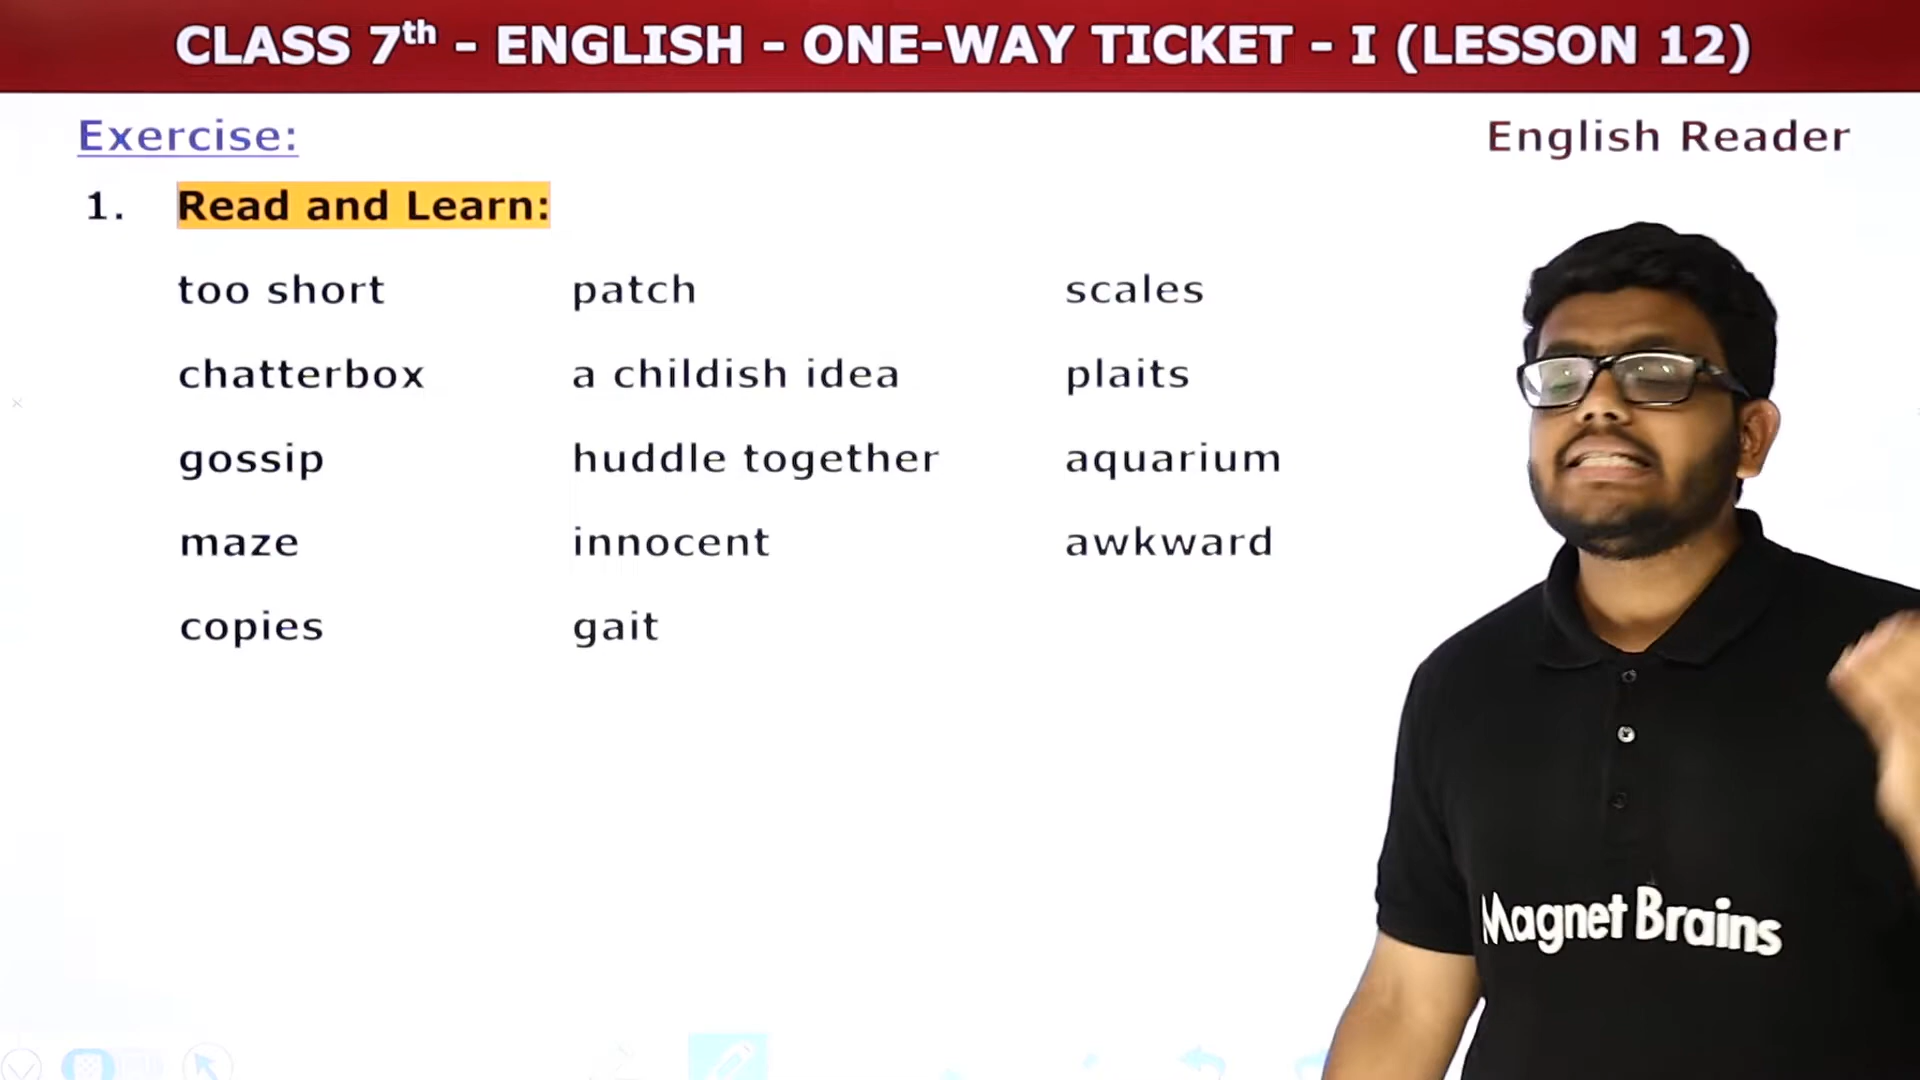 CLASS 7th - ENGLISH - ONE-WAY TICKET - I (LESSON 12)
Exercise:
English Reader
1. Read and Learn:
too short patch scales
chatterbox a childish idea plaits
gossip huddle together aquarium
maze innocent awkward
copies gait
Magnet Brains